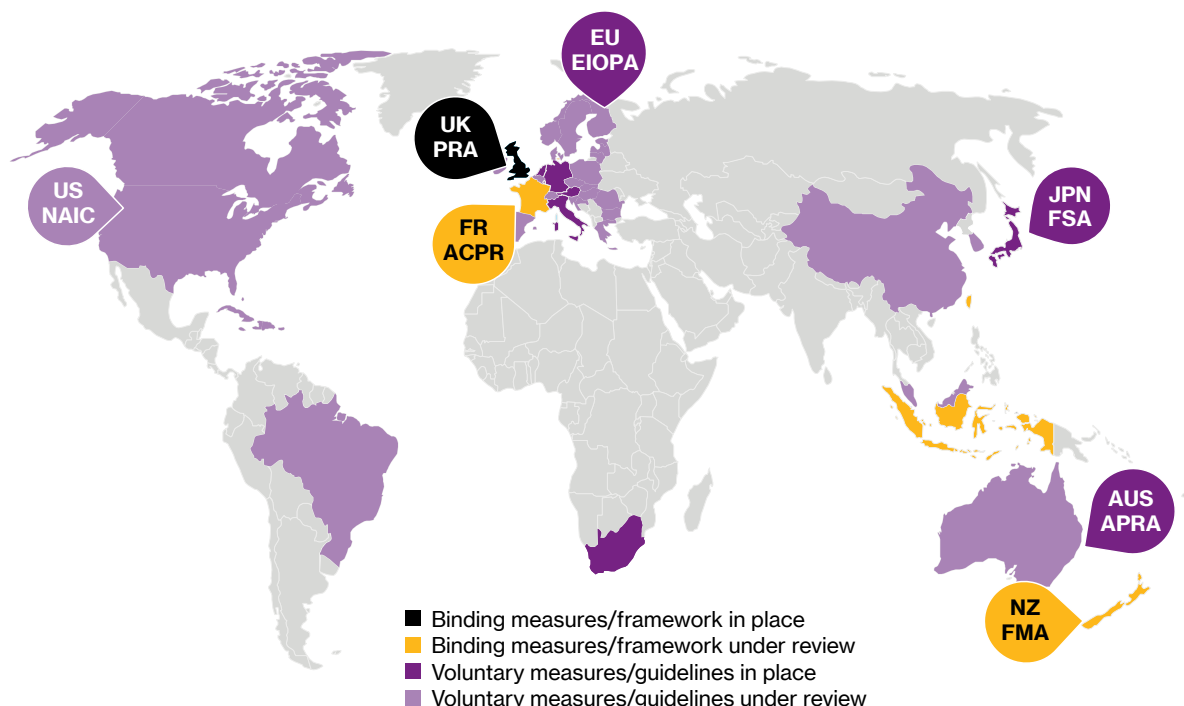 EU
EIOPA
UK
PRA
US
NAIC
JPN
FSA
FR
ACPR
AUS
APRA
NZ
FMA
Binding measures/framework in place
Binding measures/framework under review
Voluntary measures/guidelines in place
Voluntary measures/guidelines under review